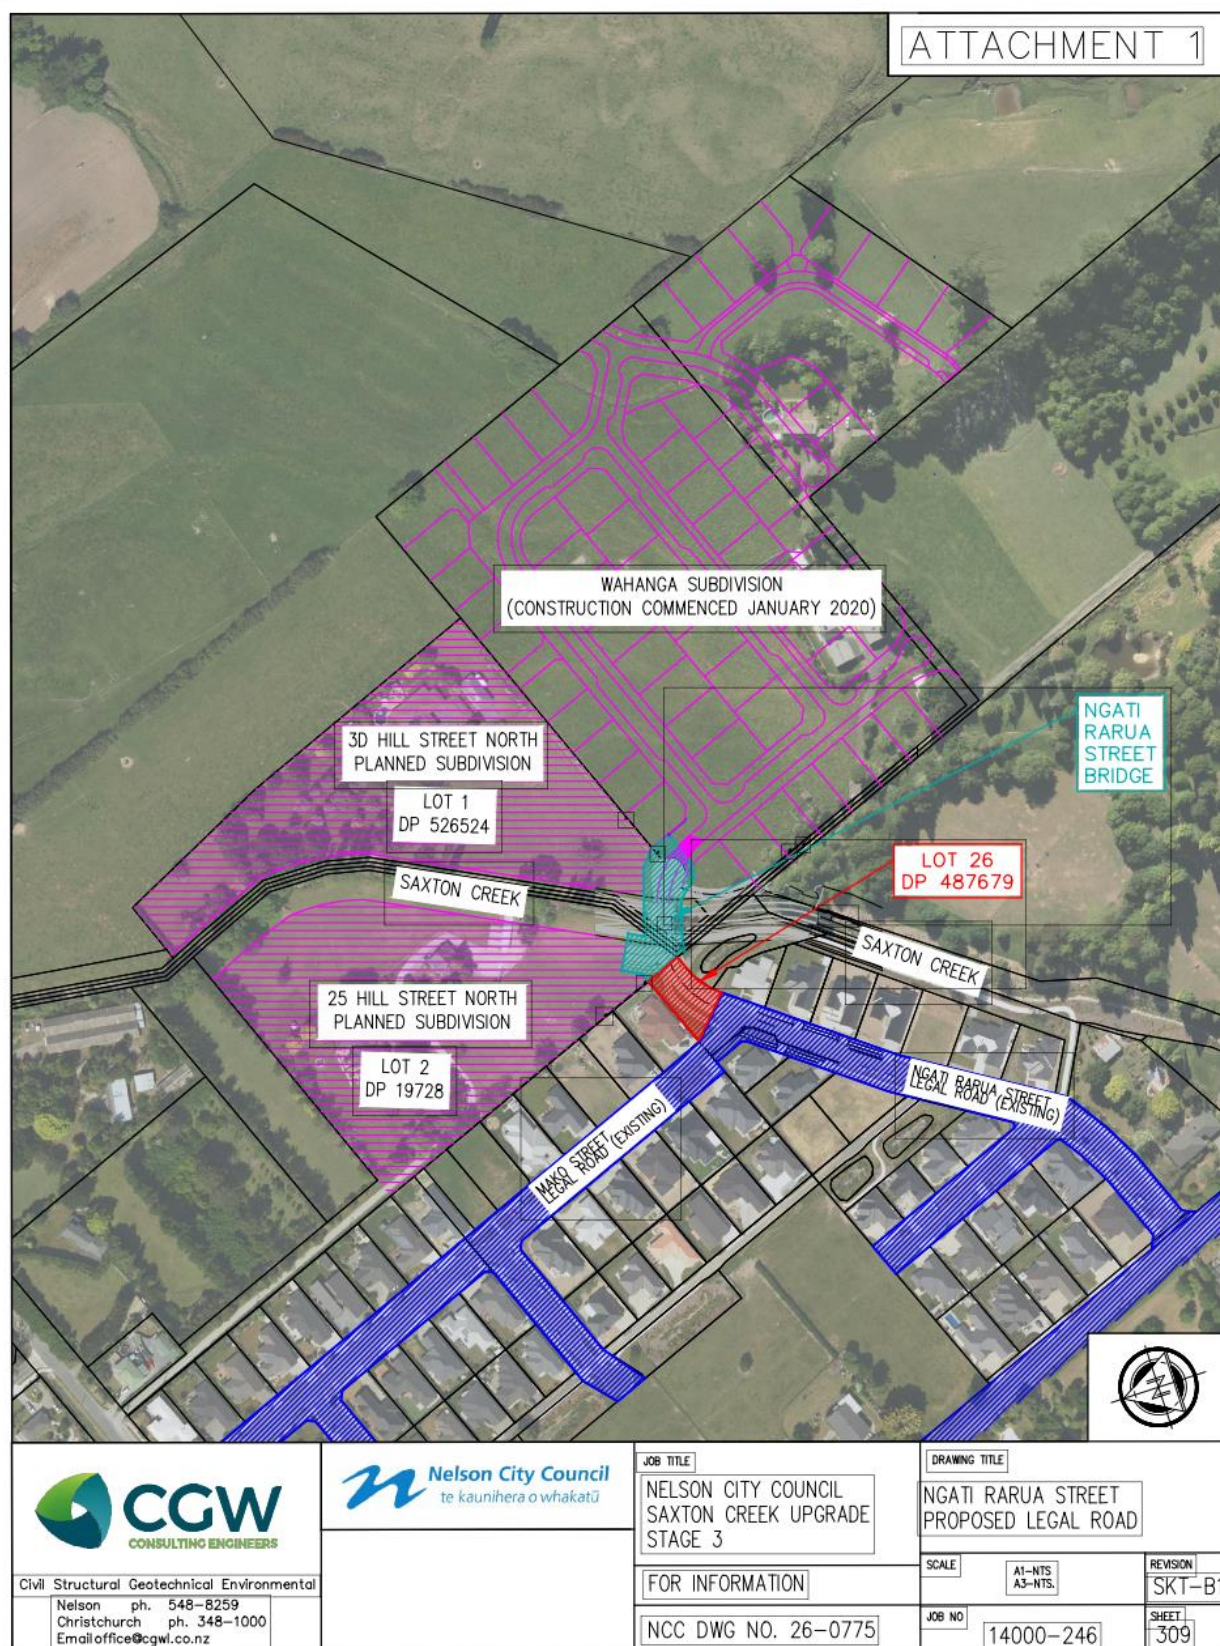 ATTACHMENT 1
WAHANGA SUBDIVISION
(CONSTRUCTION COMMENCED JANUARY 2020)
NGATI
RARUA
STREET
BRIDGE
3D HILL STREET NORTH
PLANNED SUBDIVISION
LOT 1
DP 526524
LOT 26
DP 487679
SAXTON CREEK
SAXTON CREEK
25 HILL STREET NORTH
PLANNED SUBDIVISION
LOT 2
DP 19728
NGATI RARUA STREET
LEGAL ROAD (EXISTING)
MAKO STREET
LEGAL ROAD (EXISTING)
N
CGW
CONSULTING ENGINEERS
Civil Structural Geotechnical Environmental
Nelson ph. 548-8259
Christchurch ph. 348-1000
Email office@cgwl.co.nz
Nelson City Council
te kaunihera o whakatū
JOB TITLE
NELSON CITY COUNCIL
SAXTON CREEK UPGRADE
STAGE 3
FOR INFORMATION
NCC DWG NO. 26-0775
DRAWING TITLE
NGATI RARUA STREET
PROPOSED LEGAL ROAD
SCALE
A1-NTS
A3-NTS.
REVISION
SKT-B1
JOB NO
14000-246
SHEET
309